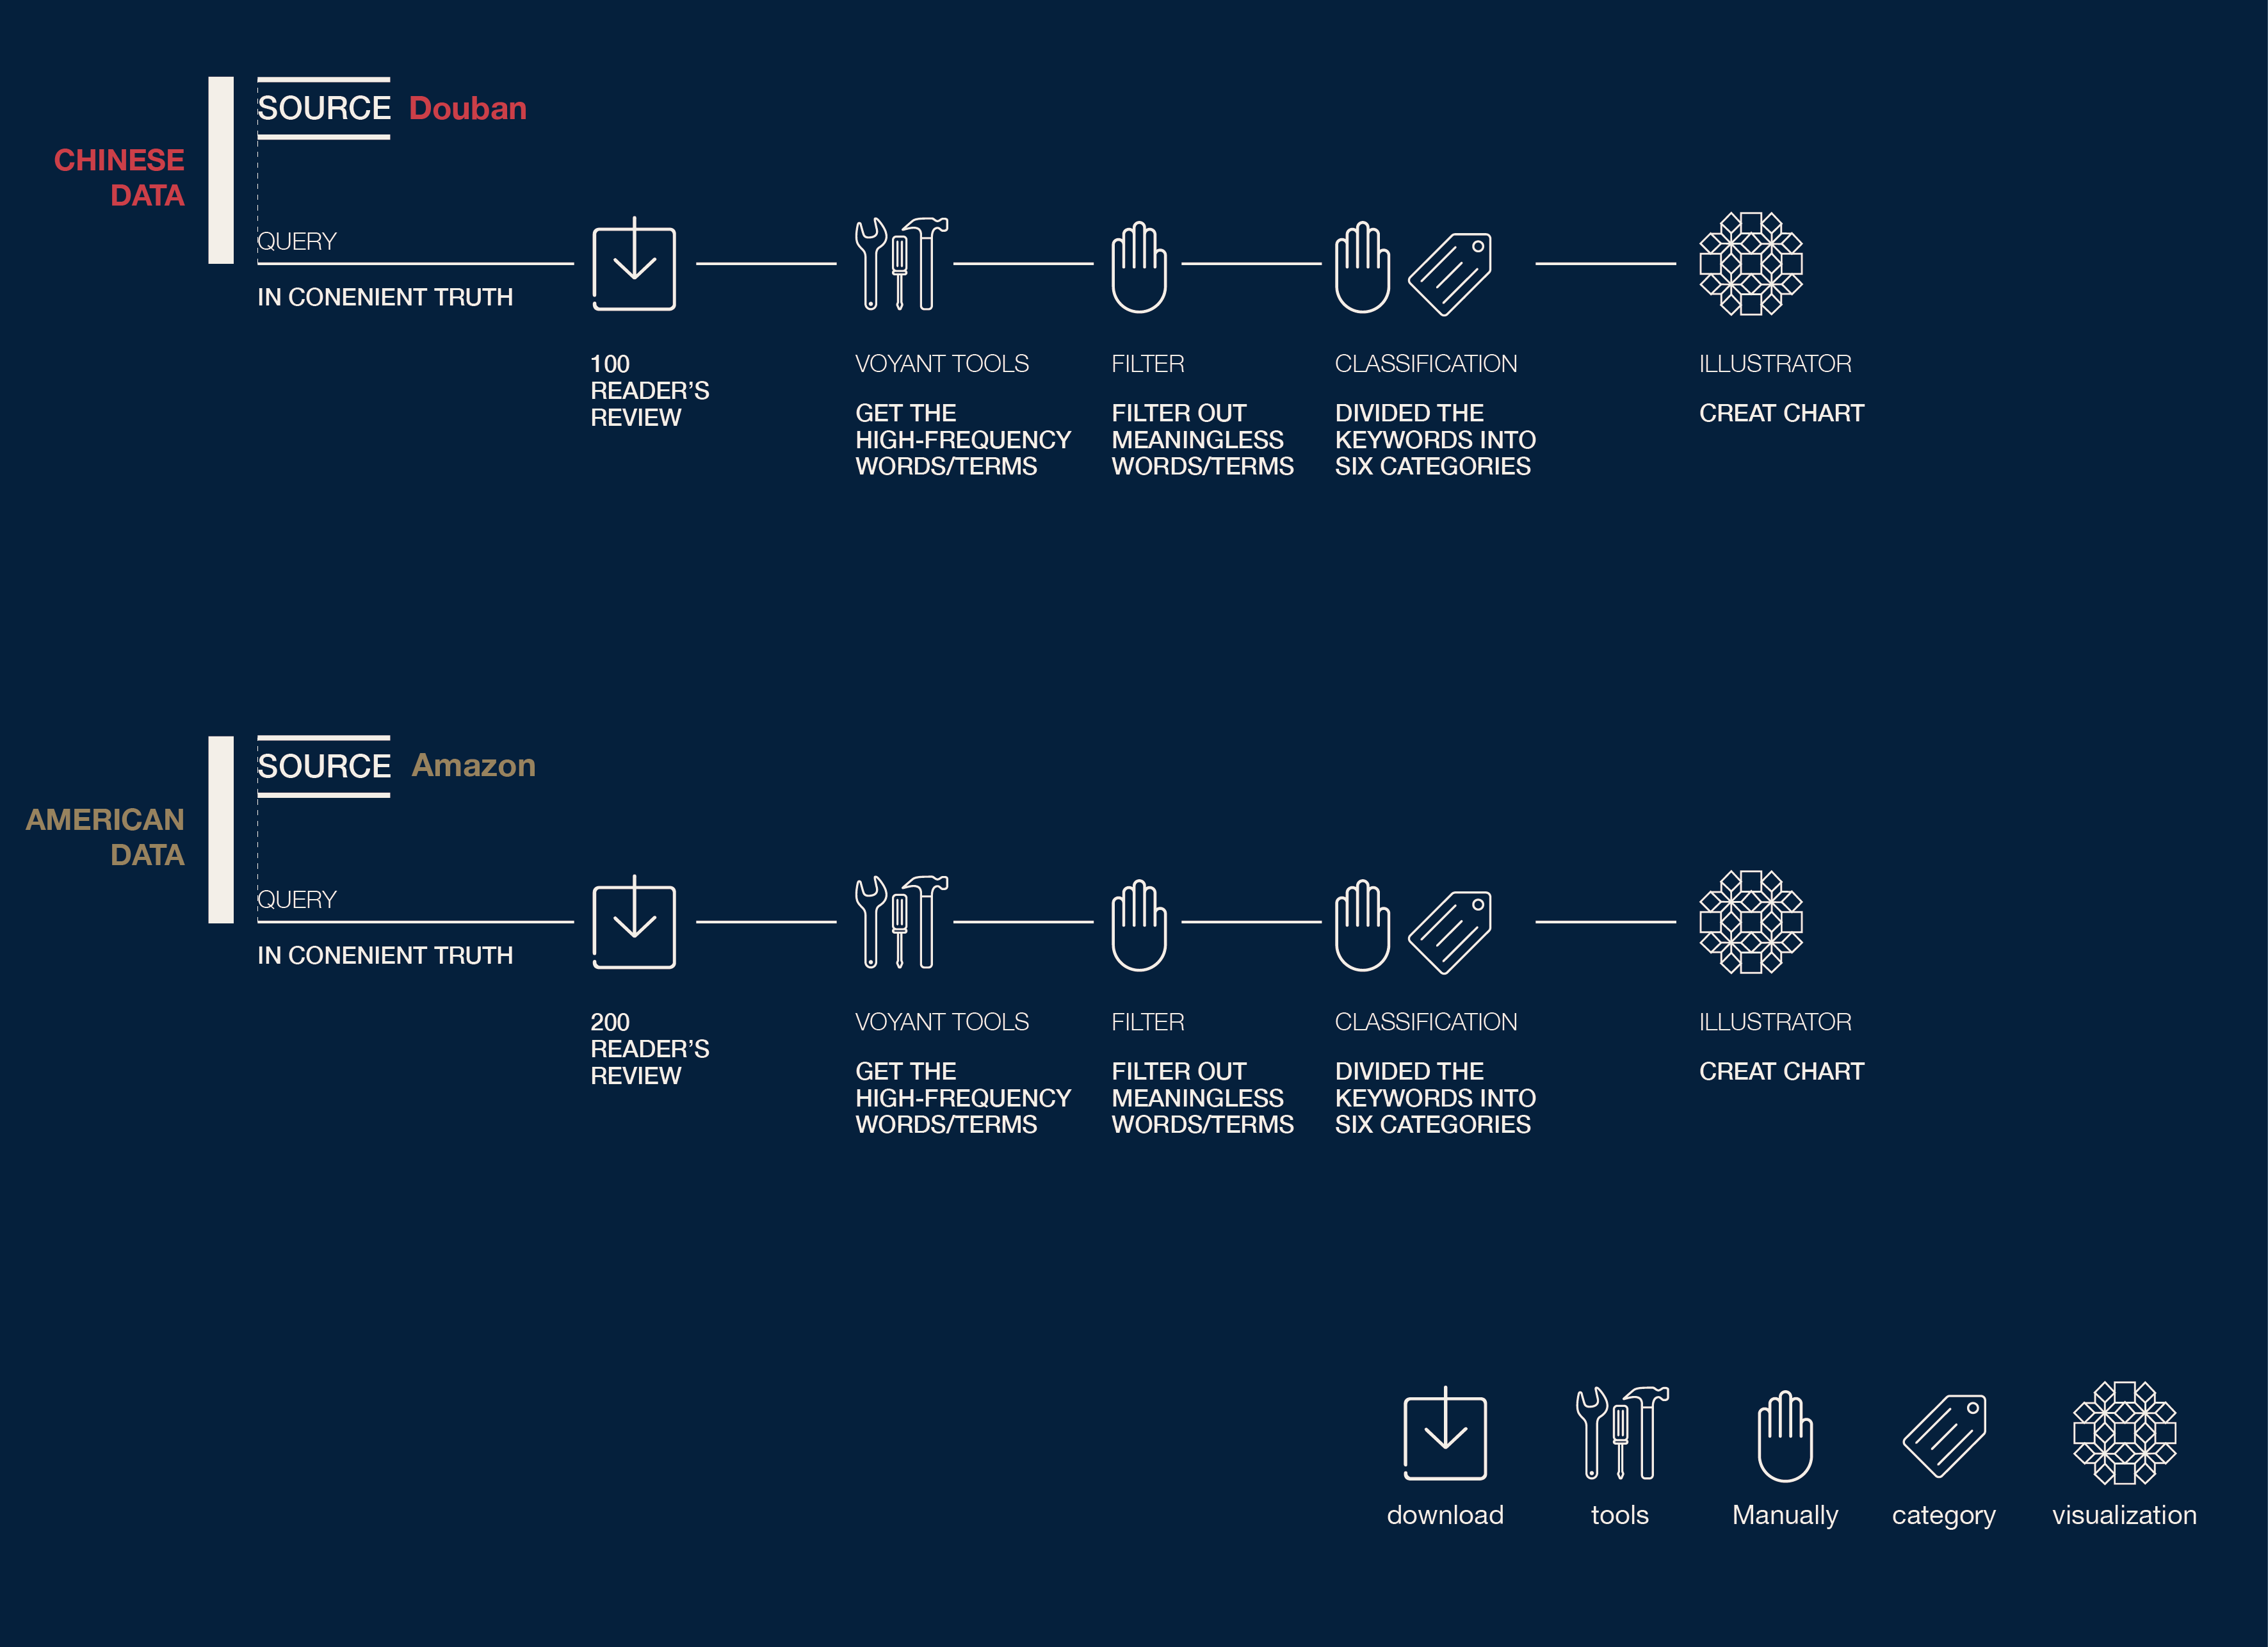 SOURCE Douban
CHINESE
DATA
QUERY
IN CONENIENT TRUTH
100
READER’S
REVIEW
VOYANT TOOLS
GET THE
HIGH-FREQUENCY
WORDS/TERMS
FILTER
FILTER OUT
MEANINGLESS
WORDS/TERMS
CLASSIFICATION
DIVIDED THE
KEYWORDS INTO
SIX CATEGORIES
ILLUSTRATOR
CREAT CHART
SOURCE Amazon
AMERICAN
DATA
QUERY
IN CONENIENT TRUTH
200
READER’S
REVIEW
VOYANT TOOLS
GET THE
HIGH-FREQUENCY
WORDS/TERMS
FILTER
FILTER OUT
MEANINGLESS
WORDS/TERMS
CLASSIFICATION
DIVIDED THE
KEYWORDS INTO
SIX CATEGORIES
ILLUSTRATOR
CREAT CHART
download
tools
Manually
category
visualization